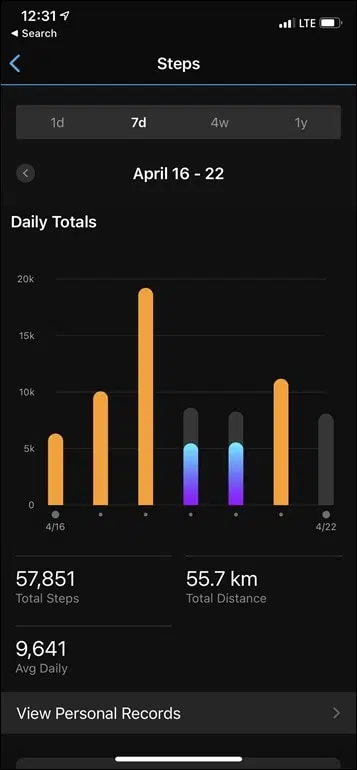 12:31
LTE
◀ Search
Steps
1d 7d 4w 1y
April 16 - 22
Daily Totals
20k
15k
10k
5k
0
4/16 4/22
57,851 55.7 km
Total Steps Total Distance
9,641
Avg Daily
View Personal Records